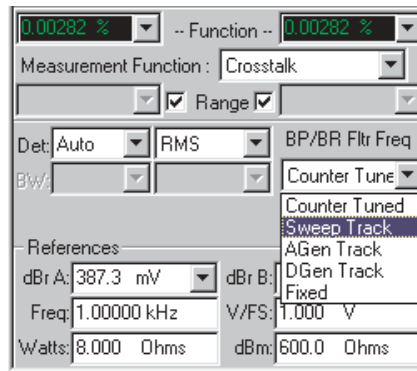 0.00282 % -- Function -- 0.00282 %
Measurement Function : Crosstalk
Range
Det: Auto RMS BP/BR Fltr Freq
BW: Counter Tune
Counter Tuned
Sweep Track
AGen Track
DGen Track
Fixed
References
dBr A: 387.3 mV dBr B:
Freq: 1.00000 kHz V/FS: 1.000 V
Watts: 8.000 Ohms dBm: 600.0 Ohms